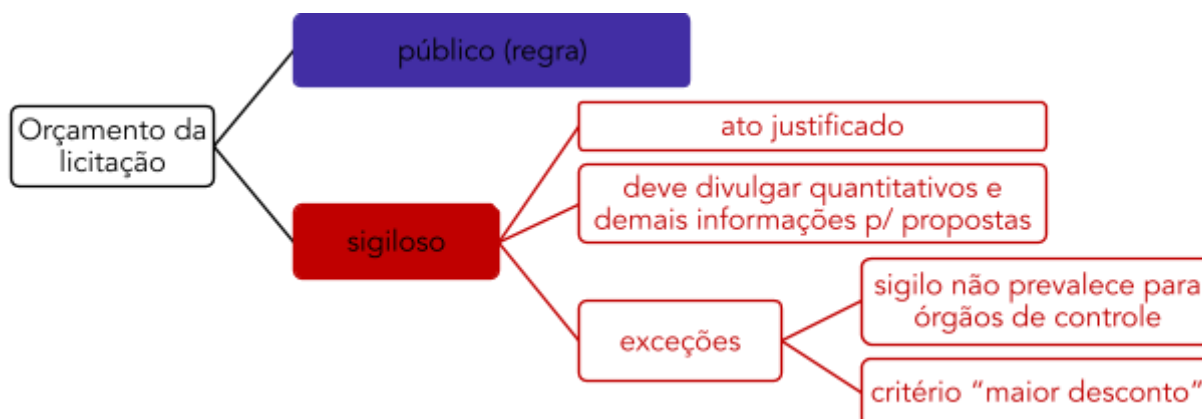 público (regra)
Orçamento da
licitação
ato justificado
deve divulgar quantitativos e
demais informações p/ propostas
sigiloso
exceções
sigilo não prevalece para
órgãos de controle
critério “maior desconto”